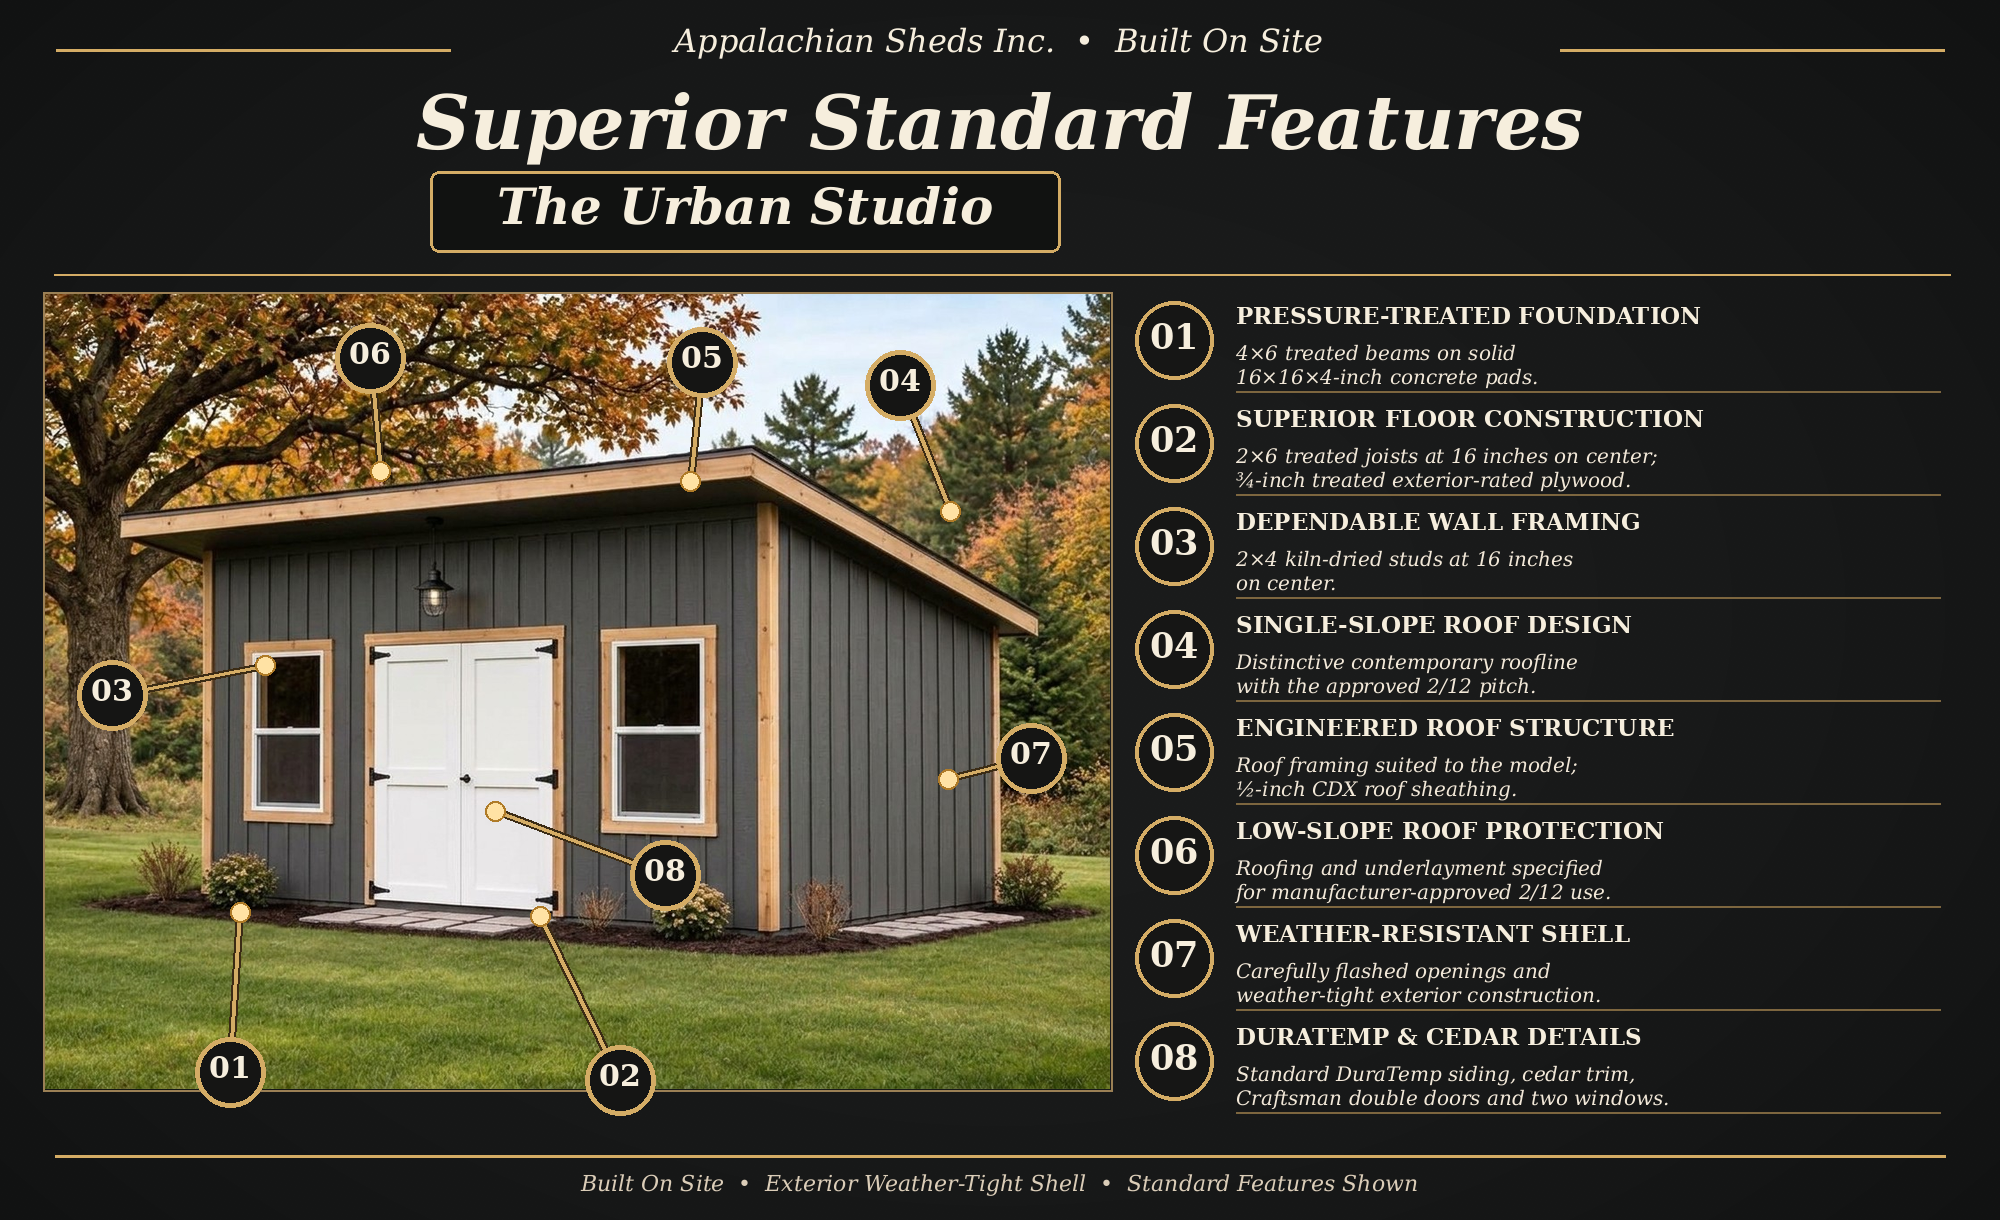 Appalachian Sheds Inc. • Built On Site
Superior Standard Features
The Urban Studio
06
05
04
03
07
08
01
02
01
PRESSURE-TREATED FOUNDATION
4×6 treated beams on solid
16×16×4-inch concrete pads.
02
SUPERIOR FLOOR CONSTRUCTION
2×6 treated joists at 16 inches on center;
¾-inch treated exterior-rated plywood.
03
DEPENDABLE WALL FRAMING
2×4 kiln-dried studs at 16 inches
on center.
04
SINGLE-SLOPE ROOF DESIGN
Distinctive contemporary roofline
with the approved 2/12 pitch.
05
ENGINEERED ROOF STRUCTURE
Roof framing suited to the model;
½-inch CDX roof sheathing.
06
LOW-SLOPE ROOF PROTECTION
Roofing and underlayment specified
for manufacturer-approved 2/12 use.
07
WEATHER-RESISTANT SHELL
Carefully flashed openings and
weather-tight exterior construction.
08
DURATEMP & CEDAR DETAILS
Standard DuraTemp siding, cedar trim,
Craftsman double doors and two windows.
Built On Site • Exterior Weather-Tight Shell • Standard Features Shown